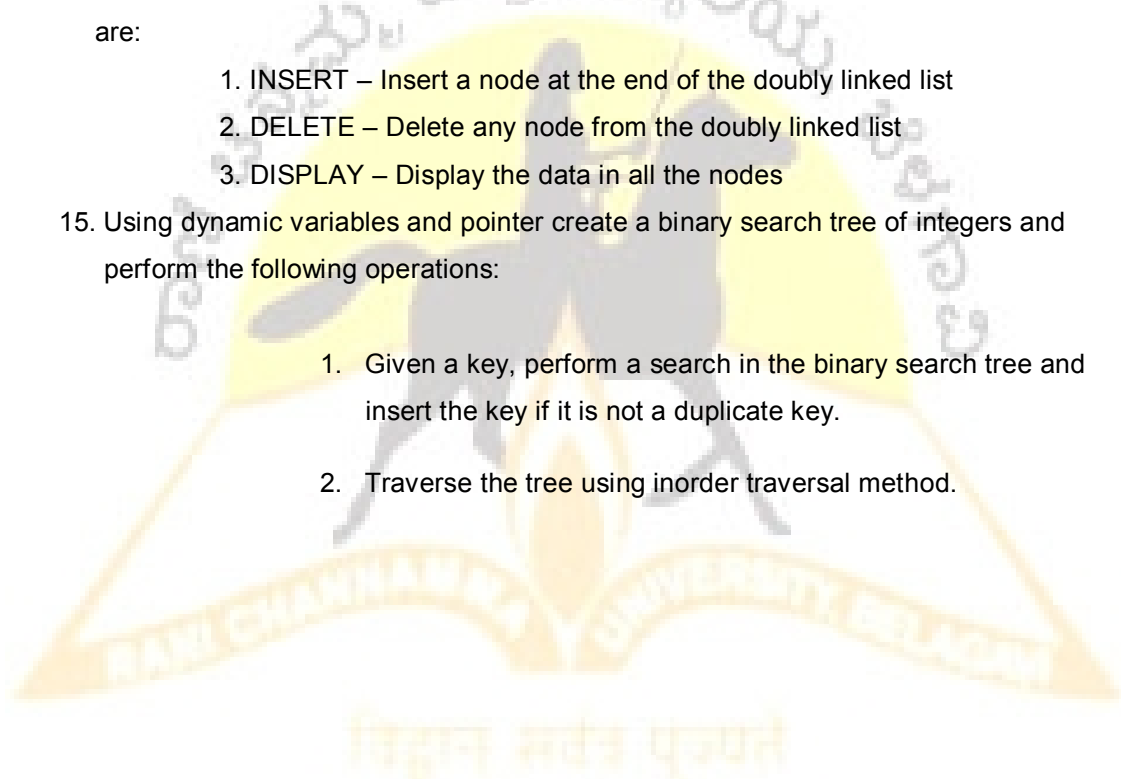 are:
1. INSERT – Insert a node at the end of the doubly linked list
2. DELETE – Delete any node from the doubly linked list
3. DISPLAY – Display the data in all the nodes
15. Using dynamic variables and pointer create a binary search tree of integers and
perform the following operations:
1. Given a key, perform a search in the binary search tree and
insert the key if it is not a duplicate key.
2. Traverse the tree using inorder traversal method.
RANI CHANNAMMA UNIVERSITY, BELAGAVI